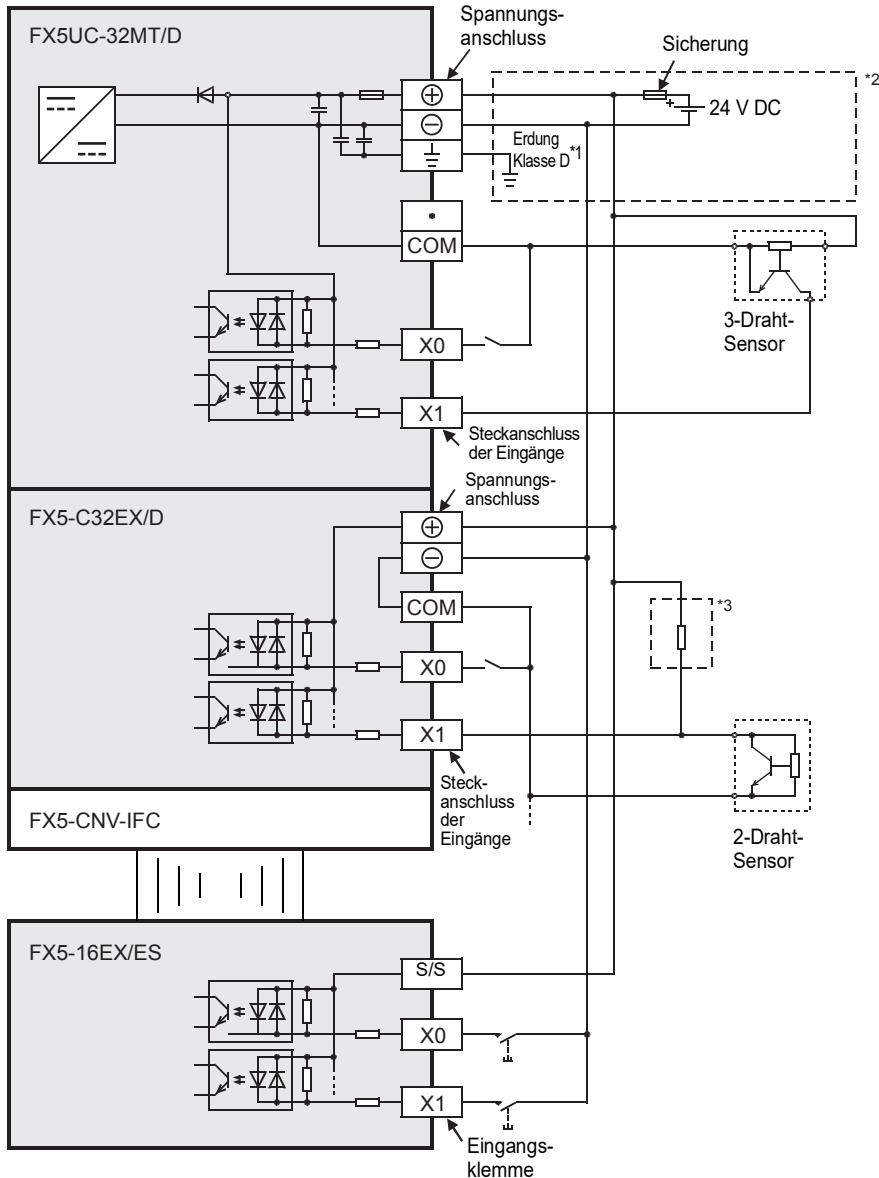 FX5UC-32MT/D
Spannungs-
anschluss
Sicherung
*2
24 V DC
+
Erdung
Klasse D*1
COM
X0
3-Draht-
Sensor
X1
Steckanschluss
der Eingänge
Spannungs-
anschluss
FX5-C32EX/D
COM
*3
X0
X1
Steck-
anschluss
der
Eingänge
FX5-CNV-IFC
2-Draht-
Sensor
FX5-16EX/ES
S/S
X0
X1
Eingangs-
klemme